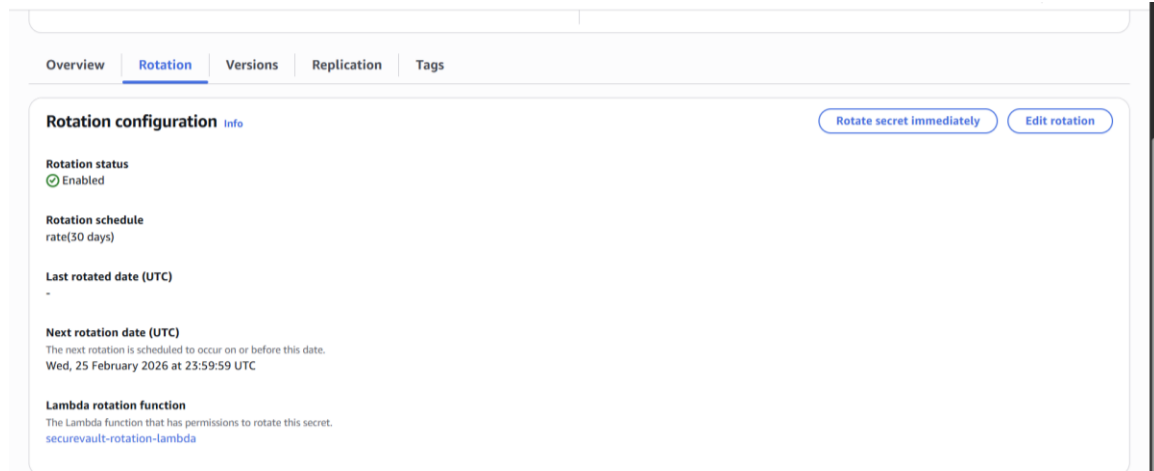 Overview Rotation Versions Replication Tags
Rotation configuration Info Rotate secret immediately Edit rotation
Rotation status
Enabled
Rotation schedule
rate(30 days)
Last rotated date (UTC)
-
Next rotation date (UTC)
The next rotation is scheduled to occur on or before this date.
Wed, 25 February 2026 at 23:59:59 UTC
Lambda rotation function
The Lambda function that has permissions to rotate this secret.
securevault-rotation-lambda